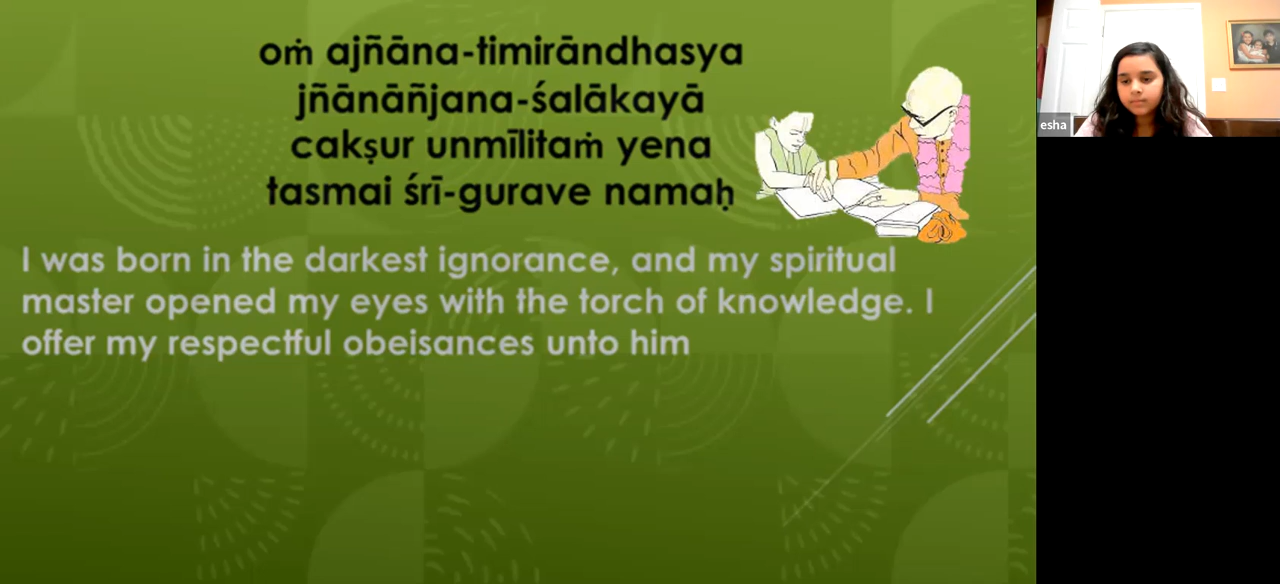 oṁ ajñāna-timirāndhasya
jñānāñjana-śalākayā
cakṣur unmīlitaṁ yena
tasmai śrī-gurave namaḥ
I was born in the darkest ignorance, and my spiritual
master opened my eyes with the torch of knowledge. I
offer my respectful obeisances unto him
esha